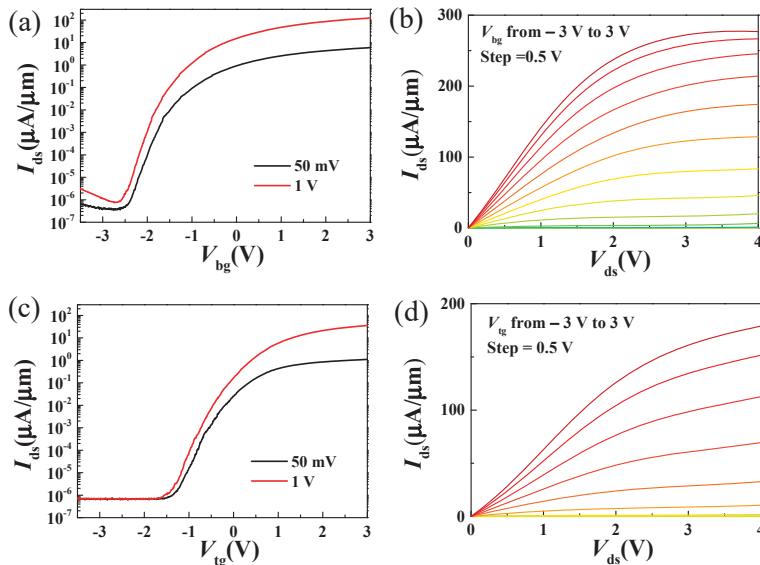 (a)
10²
10¹
10⁰
10⁻¹
10⁻²
10⁻³
10⁻⁴
10⁻⁵
10⁻⁶
10⁻⁷
I_ds(μA/μm)
50 mV
1 V
-3 -2 -1 0 1 2 3
V_bg(V)
(b)
300
200
100
0
I_ds(μA/μm)
V_bg from – 3 V to 3 V
Step =0.5 V
0 1 2 3 4
V_ds(V)
(c)
10²
10¹
10⁰
10⁻¹
10⁻²
10⁻³
10⁻⁴
10⁻⁵
10⁻⁶
10⁻⁷
I_ds(μA/μm)
50 mV
1 V
-3 -2 -1 0 1 2 3
V_tg(V)
(d)
200
100
0
I_ds(μA/μm)
V_tg from – 3 V to 3 V
Step = 0.5 V
0 1 2 3 4
V_ds(V)